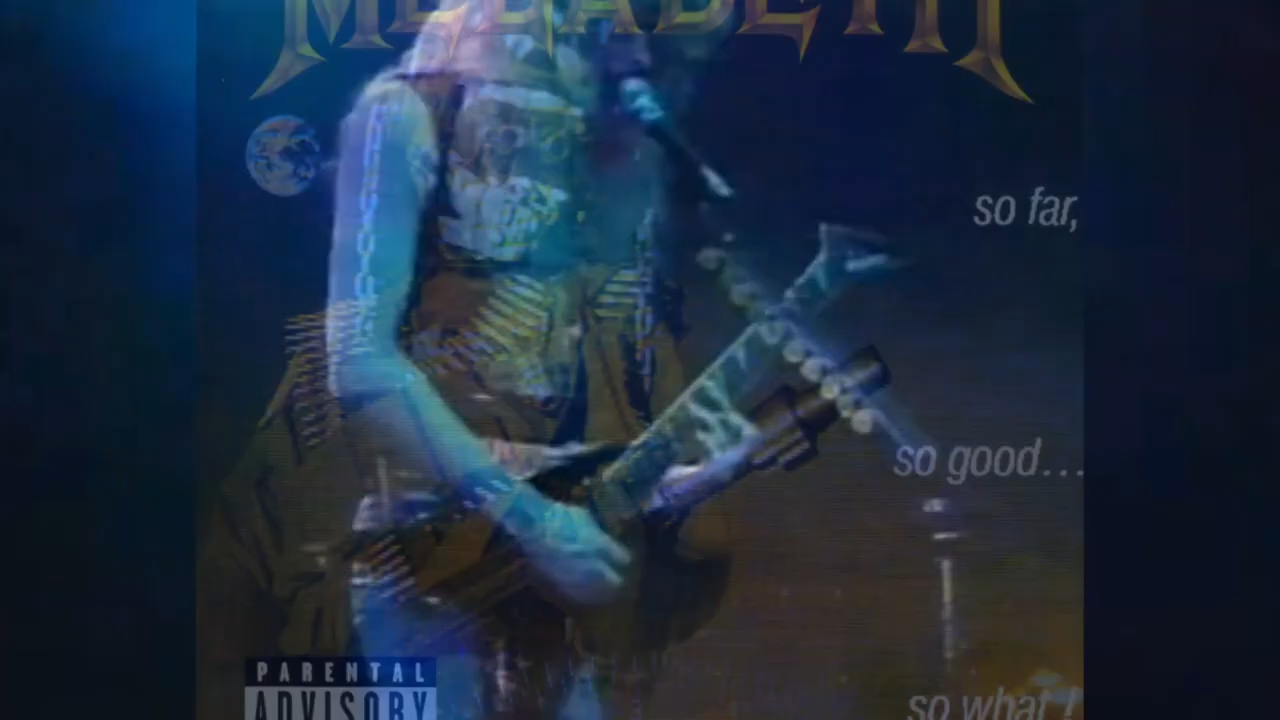 MEGADETH
so far,
so good...
so what !
PARENTAL
ADVISORY